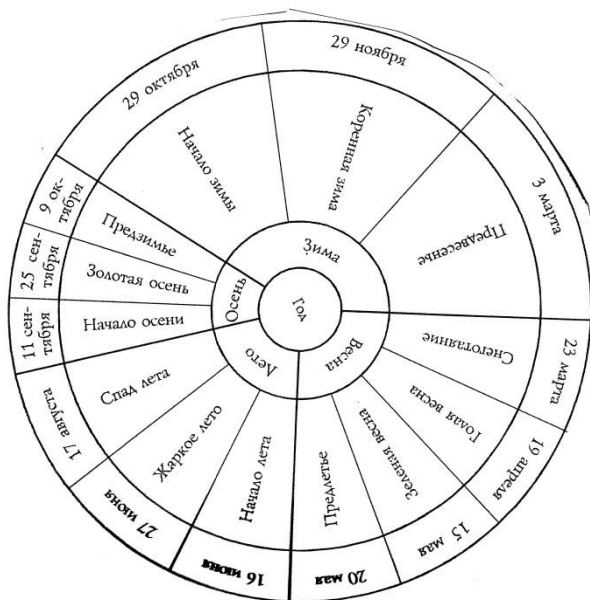 29 ноября
3 марта
23 марта
19 апреля
15 мая
20 мая
16 июня
27 июня
17 августа
11 сен-
тября
25 сен-
тября
9 ок-
тября
29 октября
Коренная зима
Предвесенье
Снеготаяние
Голая весна
Зеленая весна
Предлетье
Начало лета
Жаркое лето
Спад лета
Начало осени
Золотая осень
Предзимье
Начало зимы
Зима
Весна
Лето
Осень
Год